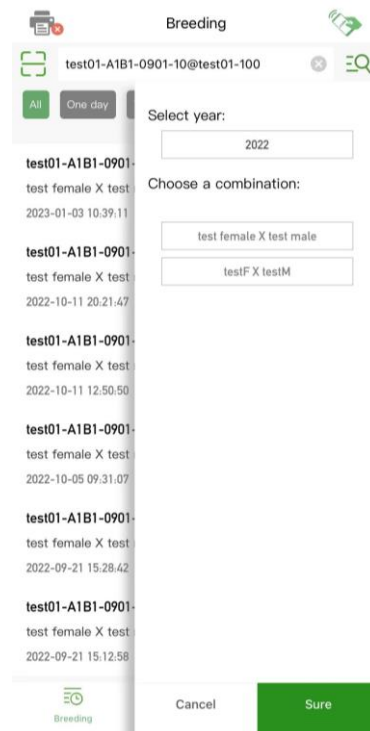 Breeding
test01-A1B1-0901-10@test01-100
All
One day
Select year:
2022
Choose a combination:
test female X test male
testF X testM
test01-A1B1-0901-
test female X test
2023-01-03 10:39:11
test01-A1B1-0901-
test female X test
2022-10-11 20:21:47
test01-A1B1-0901-
test female X test
2022-10-11 12:50:50
test01-A1B1-0901-
test female X test
2022-10-05 09:31:07
test01-A1B1-0901-
test female X test
2022-09-21 15:28:42
test01-A1B1-0901-
test female X test
2022-09-21 15:12:58
Breeding
Cancel
Sure